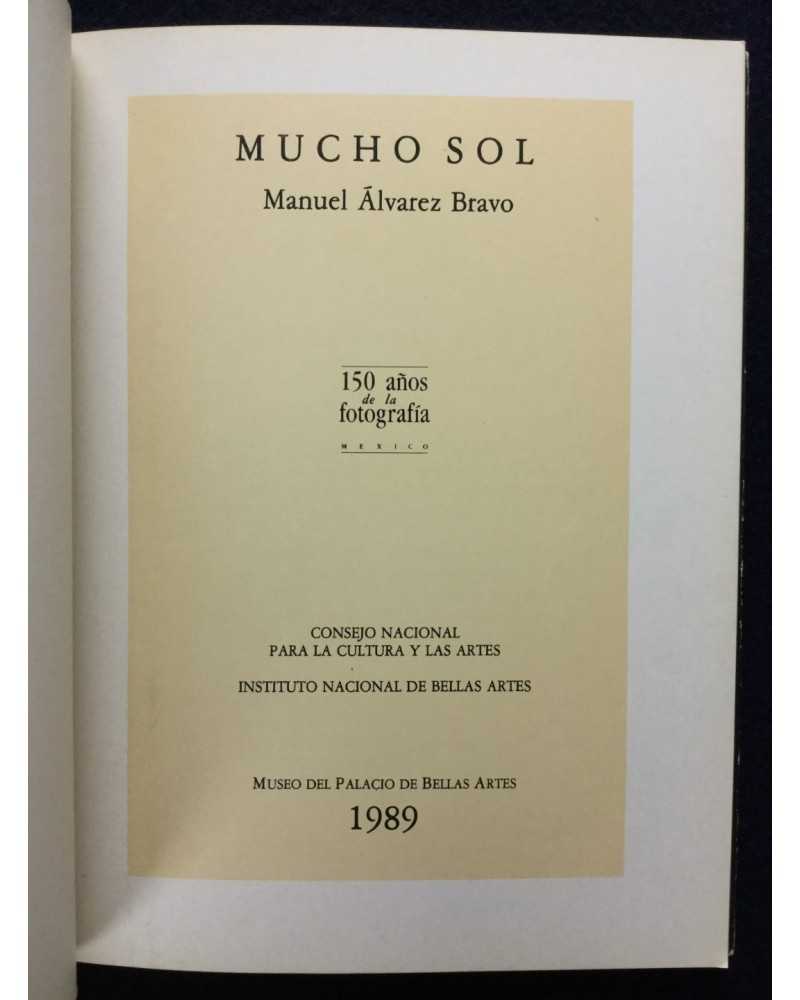 MUCHO SOL
Manuel Álvarez Bravo
150 años
de la
fotografía
MEXICO
CONSEJO NACIONAL
PARA LA CULTURA Y LAS ARTES
INSTITUTO NACIONAL DE BELLAS ARTES
MUSEO DEL PALACIO DE BELLAS ARTES
1989